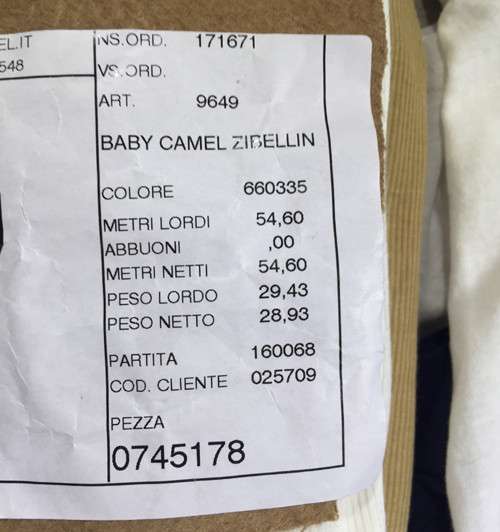 EL.IT
548
NS.ORD. 171671
VS.ORD.
ART. 9649
BABY CAMEL ZIBELLIN
COLORE 660335
METRI LORDI 54,60
ABBUONI ,00
METRI NETTI 54,60
PESO LORDO 29,43
PESO NETTO 28,93
PARTITA 160068
COD. CLIENTE 025709
PEZZA
0745178